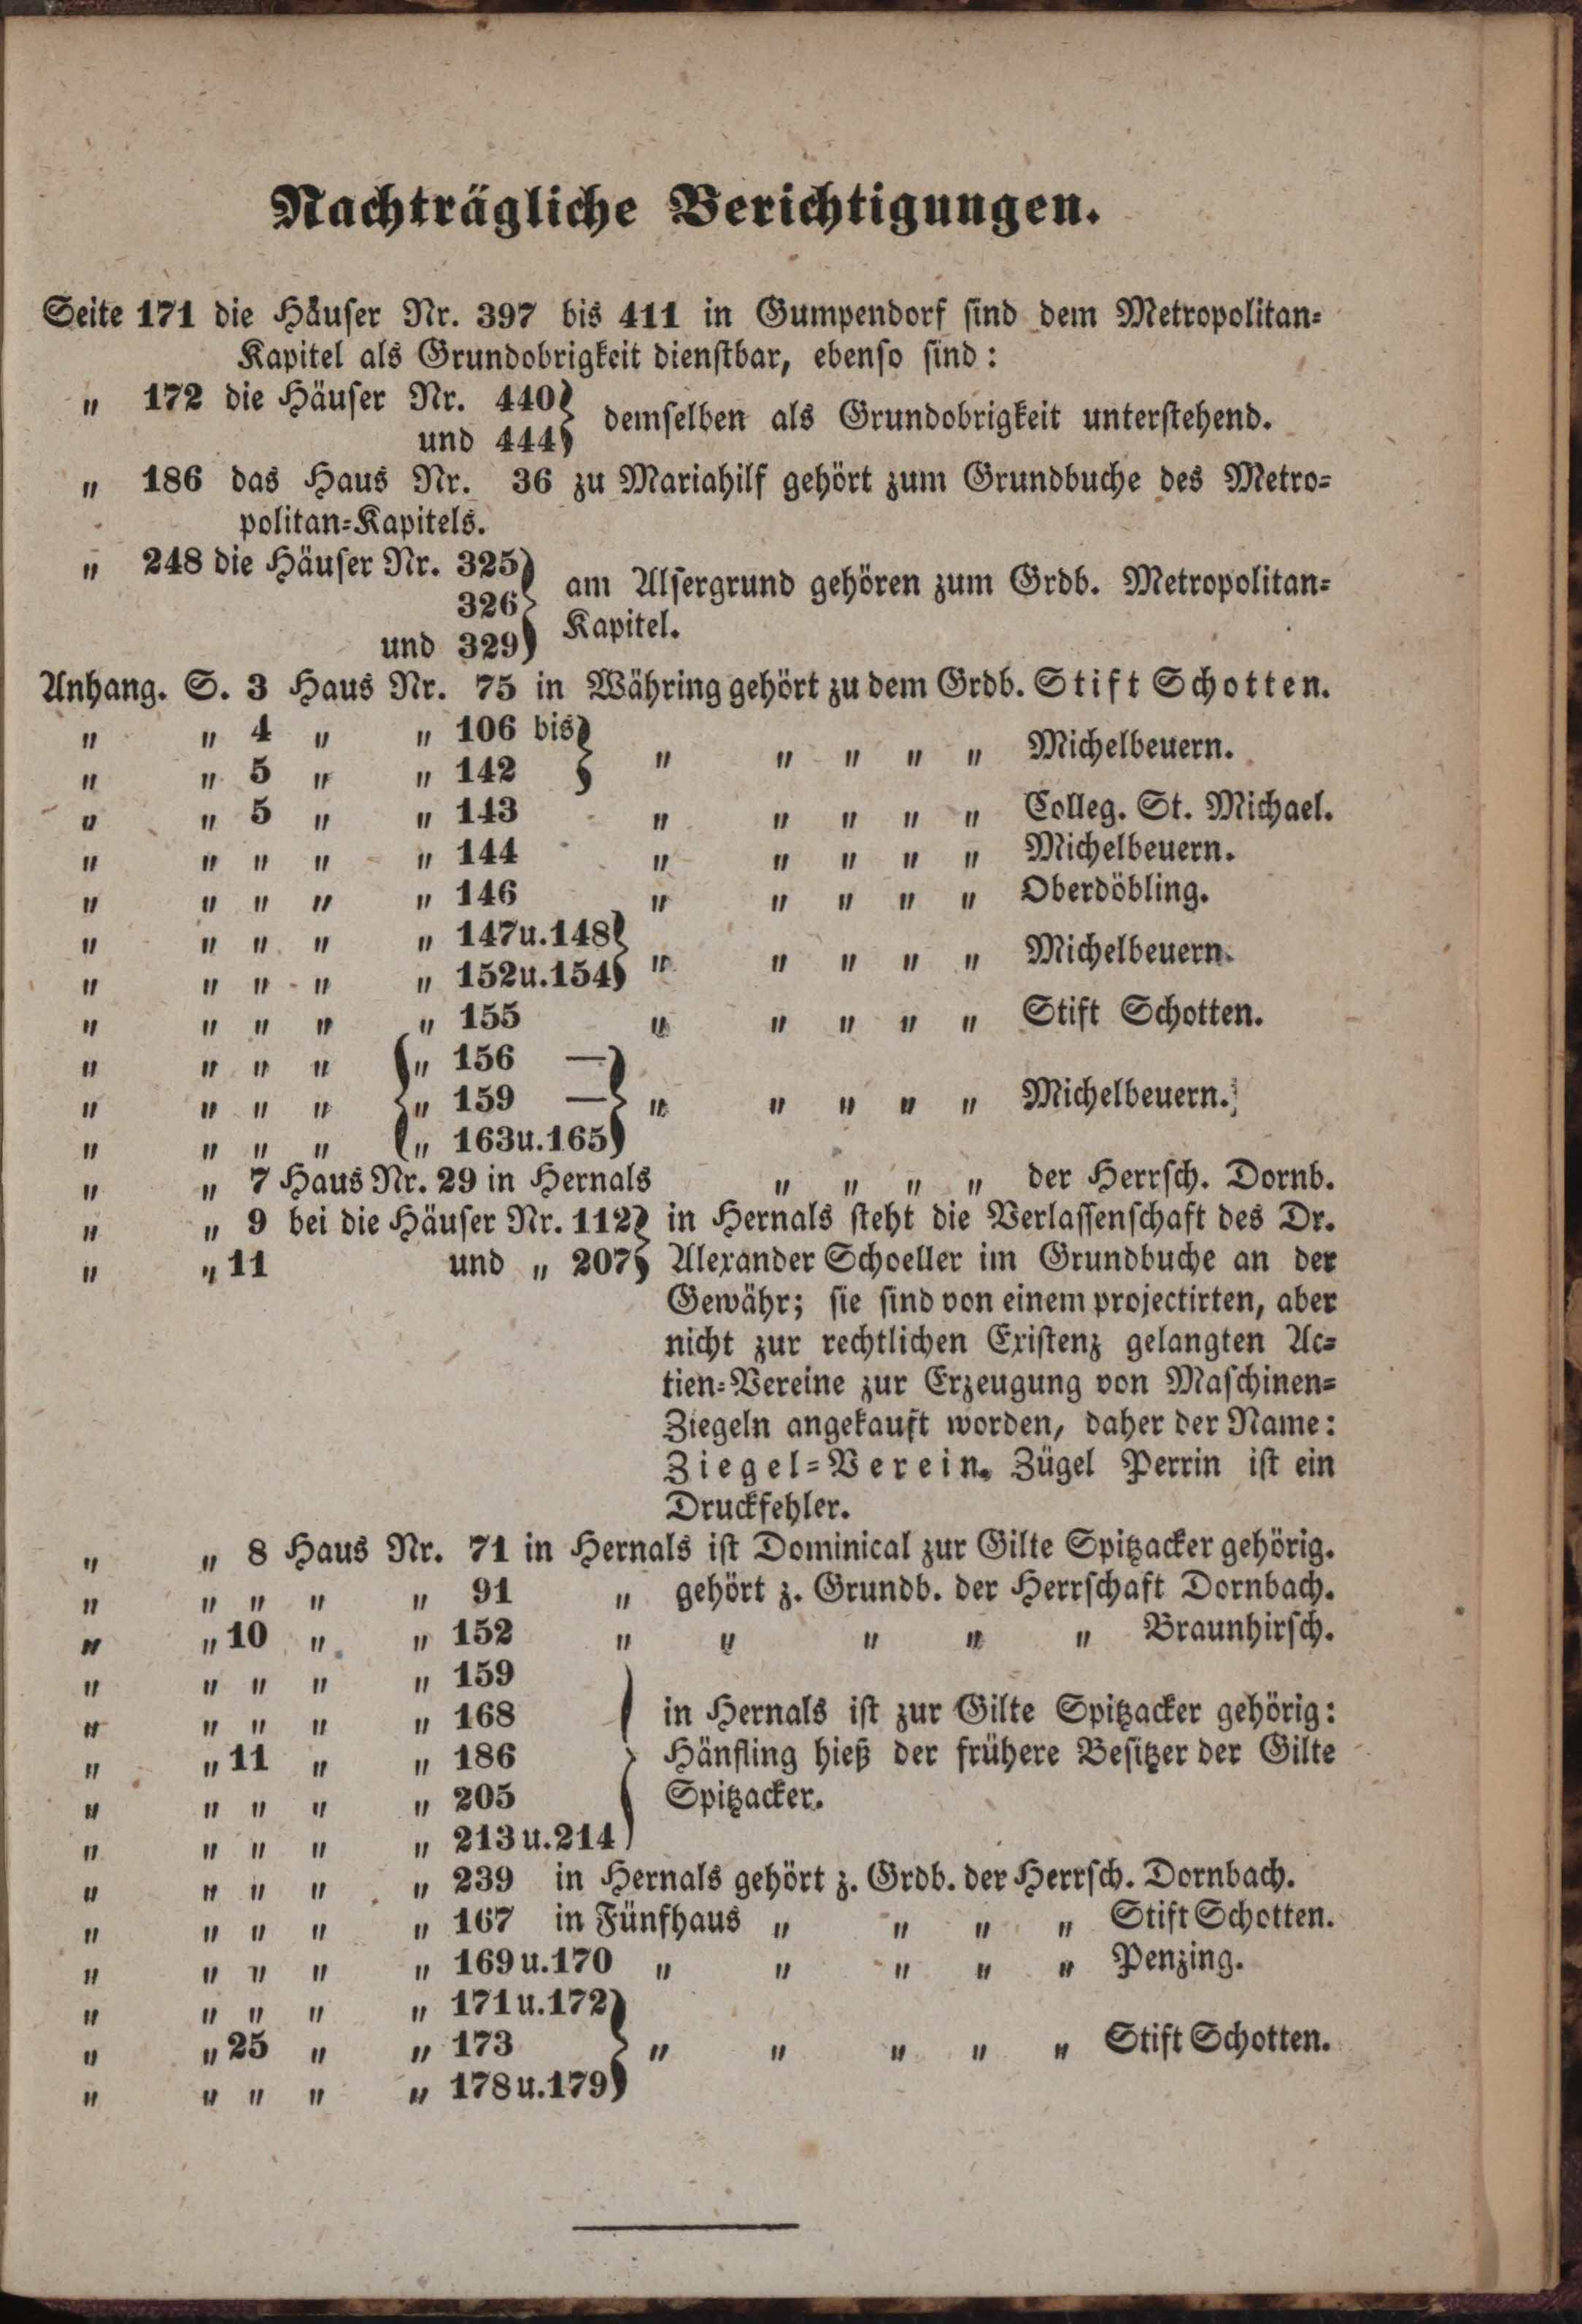 Nachträgliche Berichtigungen.
Seite 171 die Häuser Nr. 397 bis 411 in Gumpendorf sind dem Metropolitan-
Kapitel als Grundobrigkeit dienstbar, ebenso sind:
„ 172 die Häuser Nr. 440
und 444 } demselben als Grundobrigkeit unterstehend.
„ 186 das Haus Nr. 36 zu Mariahilf gehört zum Grundbuche des Metro-
politan-Kapitels.
„ 248 die Häuser Nr. 325
326 } am Alsergrund gehören zum Grdb. Metropolitan-
und 329 Kapitel.
Anhang. S. 3 Haus Nr. 75 in Währing gehört zu dem Grdb. Stift Schotten.
„ „ 4 „ „ 106 bis
„ „ 5 „ „ 142 } „ „ „ „ „ Michelbeuern.
„ „ 5 „ „ 143 „ „ „ „ „ Colleg. St. Michael.
„ „ „ „ „ 144 „ „ „ „ „ Michelbeuern.
„ „ „ „ „ 146 „ „ „ „ „ Oberdöbling.
„ „ „ „ „ 147 u. 148
„ „ „ „ „ 152 u. 154 } „ „ „ „ „ Michelbeuern.
„ „ „ „ „ 155 „ „ „ „ „ Stift Schotten.
„ „ „ „ { „ 156 —
„ „ „ „ „ 159 — } „ „ „ „ „ Michelbeuern.
„ „ „ „ „ 163 u. 165
„ „ 7 Haus Nr. 29 in Hernals „ „ „ „ der Herrsch. Dornb.
„ „ 9 bei die Häuser Nr. 112 } in Hernals steht die Verlassenschaft des Dr.
„ „ 11 und „ 207 Alexander Schoeller im Grundbuche an der
Gewähr; sie sind von einem projectirten, aber
nicht zur rechtlichen Existenz gelangten Ac-
tien-Vereine zur Erzeugung von Maschinen-
Ziegeln angekauft worden, daher der Name:
Ziegel-Verein. Zügel Perrin ist ein
Druckfehler.
„ „ 8 Haus Nr. 71 in Hernals ist Dominical zur Gilte Spitzacker gehörig.
„ „ „ „ „ 91 „ gehört z. Grundb. der Herrschaft Dornbach.
„ „ 10 „ „ 152 „ „ „ „ „ Braunhirsch.
„ „ „ „ „ 159
„ „ „ „ „ 168 in Hernals ist zur Gilte Spitzacker gehörig:
„ „ 11 „ „ 186 } Hänfling hieß der frühere Besitzer der Gilte
„ „ „ „ „ 205 Spitzacker.
„ „ „ „ „ 213 u. 214
„ „ „ „ „ 239 in Hernals gehört z. Grdb. der Herrsch. Dornbach.
„ „ „ „ „ 167 in Fünfhaus „ „ „ „ Stift Schotten.
„ „ „ „ „ 169 u. 170 „ „ „ „ „ Penzing.
„ „ „ „ „ 171 u. 172
„ „ 25 „ „ 173 } „ „ „ „ „ Stift Schotten.
„ „ „ „ „ 178 u. 179